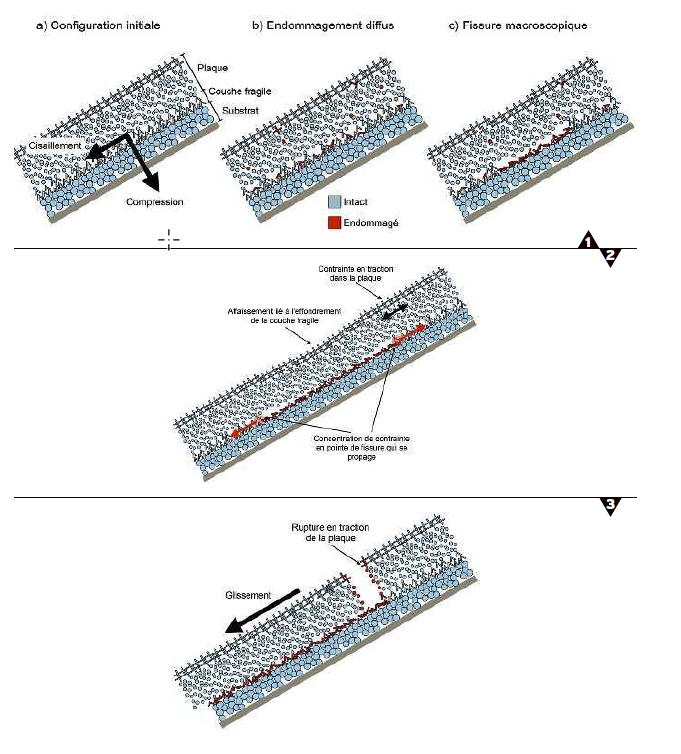 a) Configuration initiale
b) Endommagement diffus
c) Fissure macroscopique
Plaque
Couche fragile
Substrat
Cissillement
Compression
Intact
Endommagé
1
2
Contrainte en traction
dans la plaque
Affaissement lié à l'effondrement
de la couche fragile
Concentration de contrainte
en pointe de fissure qui se
propage
3
Rupture en traction
de la plaque
Glissement